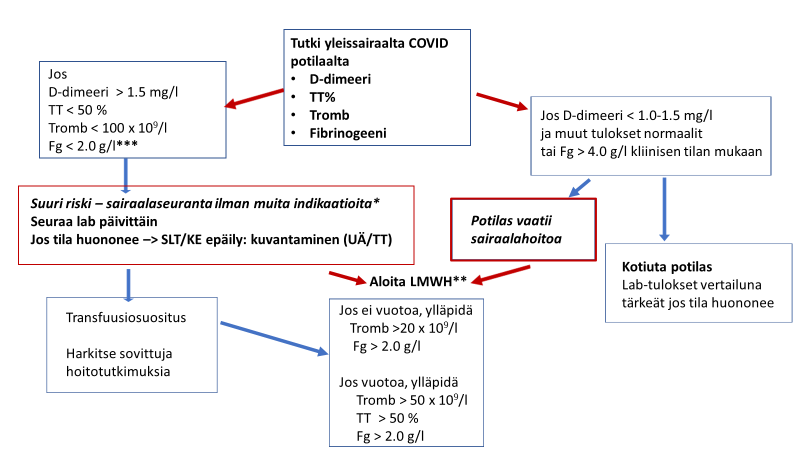 Tutki yleissairaalta COVID
potilaalta
• D-dimeeri
• TT%
• Tromb
• Fibrinogeeni
Jos
D-dimeeri > 1.5 mg/l
TT < 50 %
Tromb < 100 x 10⁹/l
Fg < 2.0 g/l***
Jos D-dimeeri < 1.0-1.5 mg/l
ja muut tulokset normaalit
tai Fg > 4.0 g/l kliinisen tilan mukaan
Suuri riski – sairaalaseuranta ilman muita indikaatioita*
Seuraa lab päivittäin
Jos tila huononee –> SLT/KE epäily: kuvantaminen (UÄ/TT)
Potilas vaatii
sairaalahoitoa
Kotiuta potilas
Lab-tulokset vertailuna
tärkeät jos tila huononee
Aloita LMWH**
Transfuusiosuositus
Harkitse sovittuja
hoitotutkimuksia
Jos ei vuotoa, ylläpidä
Tromb >20 x 10⁹/l
Fg > 2.0 g/l
Jos vuotoa, ylläpidä
Tromb > 50 x 10⁹/l
TT > 50 %
Fg > 2.0 g/l